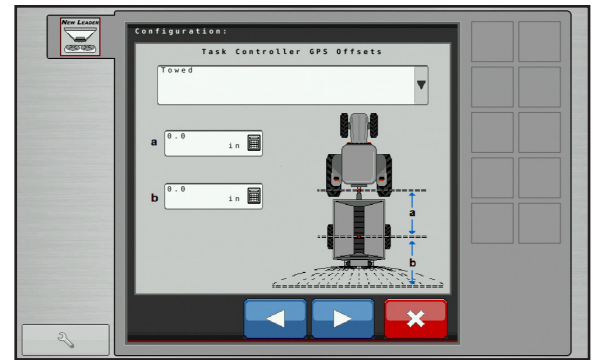 NEW LEADER
Configuration:
Task Controller GPS Offsets
Towed
a 0.0 in
b 0.0 in
a
b